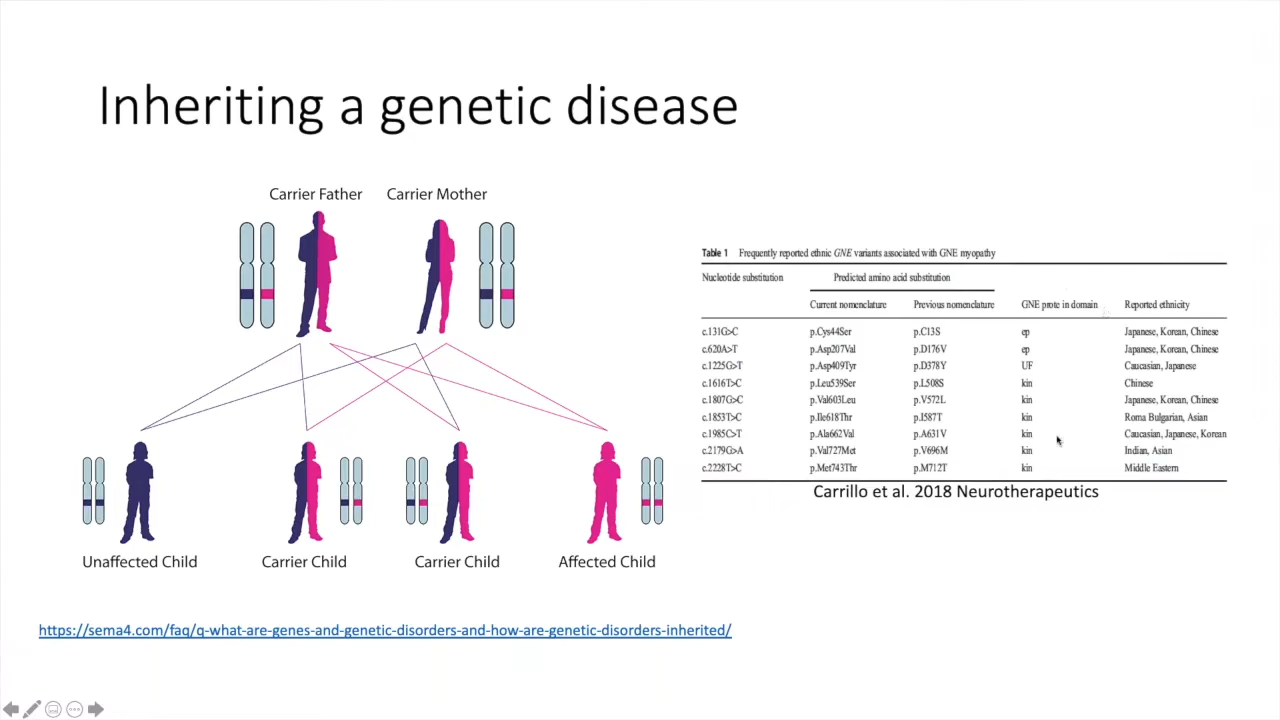 Inheriting a genetic disease
Carrier Father
Carrier Mother
Unaffected Child
Carrier Child
Carrier Child
Affected Child
https://sema4.com/faq/q-what-are-genes-and-genetic-disorders-and-how-are-genetic-disorders-inherited/
Table 1 Frequently reported ethnic GNE variants associated with GNE myopathy
Nucleotide substitution Predicted amino acid substitution
Current nomenclature Previous nomenclature GNE prote in domain Reported ethnicity
c.131G>C p.Cys44Ser p.C13S ep Japanese, Korean, Chinese
c.620A>T p.Asp207Val p.D176V ep Japanese, Korean, Chinese
c.1225G>T p.Asp409Tyr p.D378Y UF Caucasian, Japanese
c.1616T>C p.Leu539Ser p.L508S kin Chinese
c.1807G>C p.Val603Leu p.V572L kin Japanese, Korean, Chinese
c.1853T>C p.Ile618Thr p.I587T kin Roma Bulgarian, Asian
c.1985C>T p.Ala662Val p.A631V kin Caucasian, Japanese, Korean
c.2179G>A p.Val727Met p.V696M kin Indian, Asian
c.2228T>C p.Met743Thr p.M712T kin Middle Eastern
Carrillo et al. 2018 Neurotherapeutics